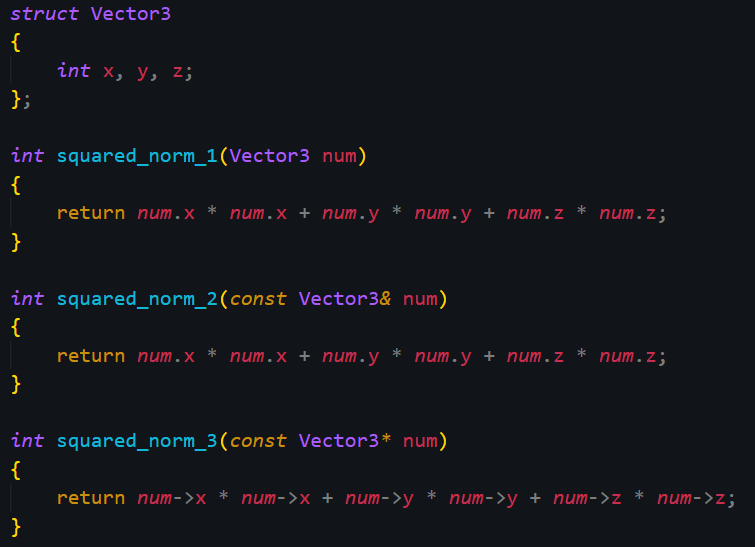 struct Vector3
{
    int x, y, z;
};

int squared_norm_1(Vector3 num)
{
    return num.x * num.x + num.y * num.y + num.z * num.z;
}

int squared_norm_2(const Vector3& num)
{
    return num.x * num.x + num.y * num.y + num.z * num.z;
}

int squared_norm_3(const Vector3* num)
{
    return num->x * num->x + num->y * num->y + num->z * num->z;
}